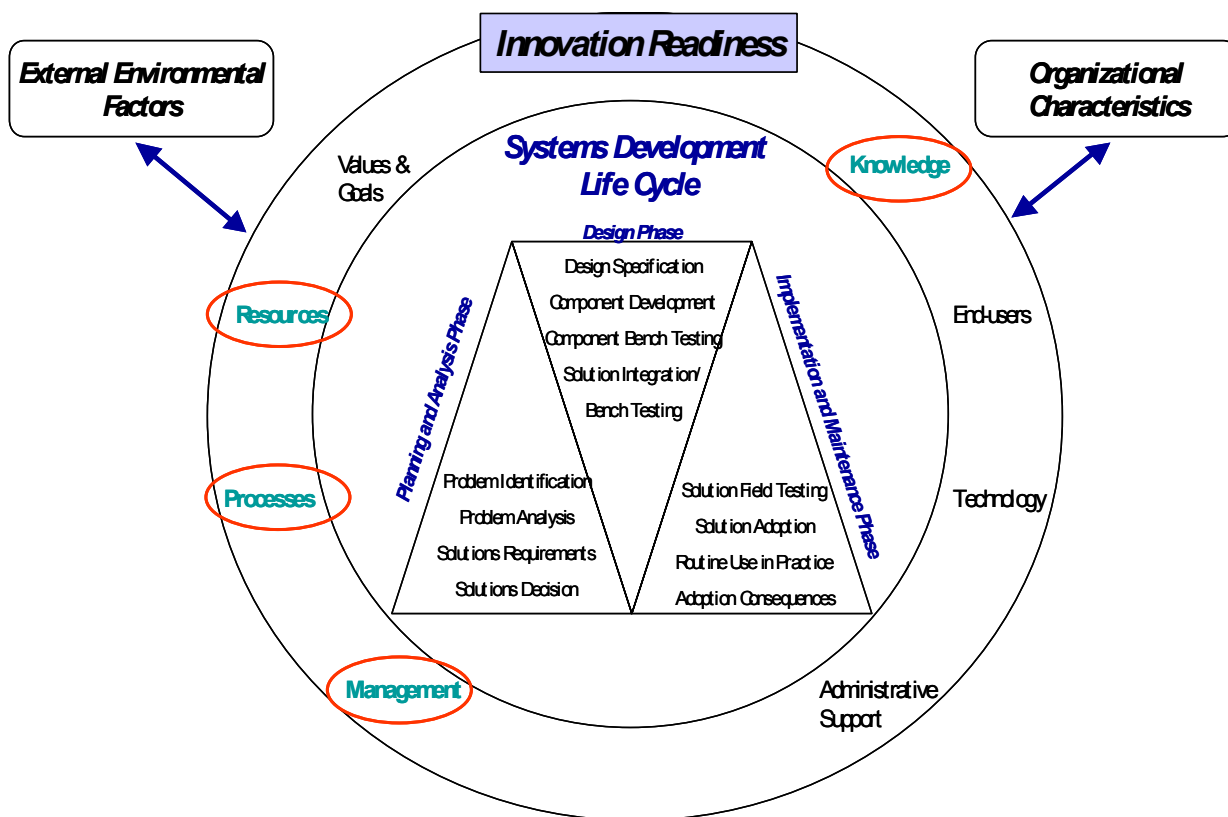 Innovation Readiness
External Environmental
Factors
Organizational
Characteristics
Values &
Goals
Systems Development
Life Cycle
Knowledge
Design Phase
Design Specification
Component Development
Component Bench Testing
Solution Integration/
Bench Testing
Resources
Planning and Analysis Phase
Implementation and Maintenance Phase
End-users
Processes
Problem Identification
Problem Analysis
Solutions Requirements
Solutions Decision
Solution Field Testing
Solution Adoption
Routine Use in Practice
Adoption Consequences
Technology
Management
Administrative
Support